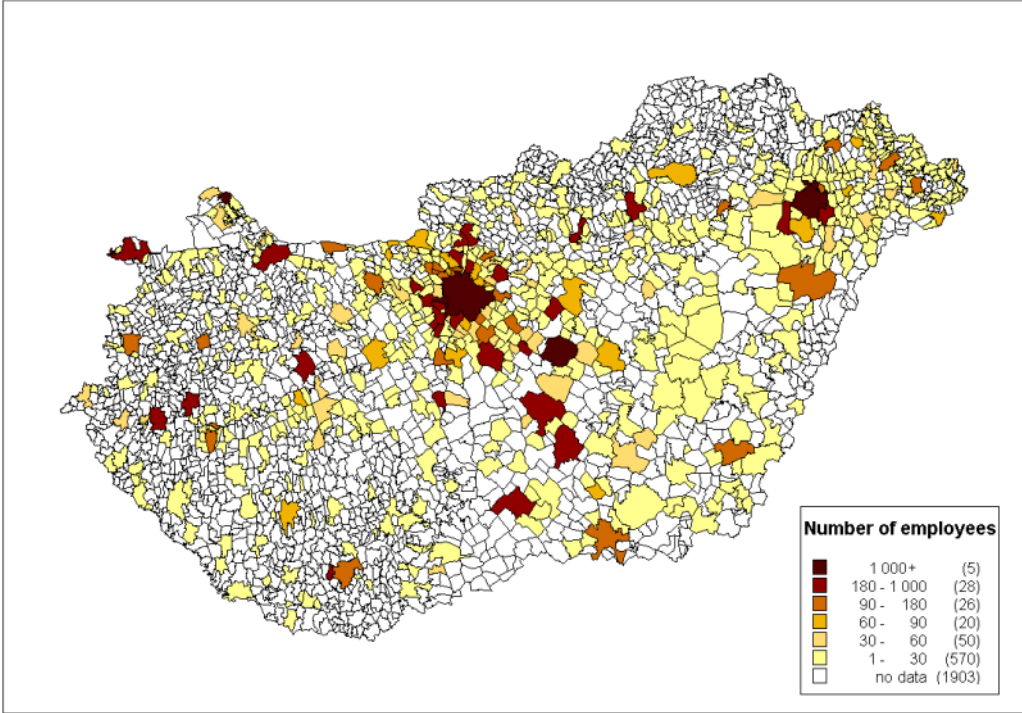 Number of employees
1 000+ (5)
180 - 1 000 (28)
90 - 180 (26)
60 - 90 (20)
30 - 60 (50)
1 - 30 (570)
no data (1903)